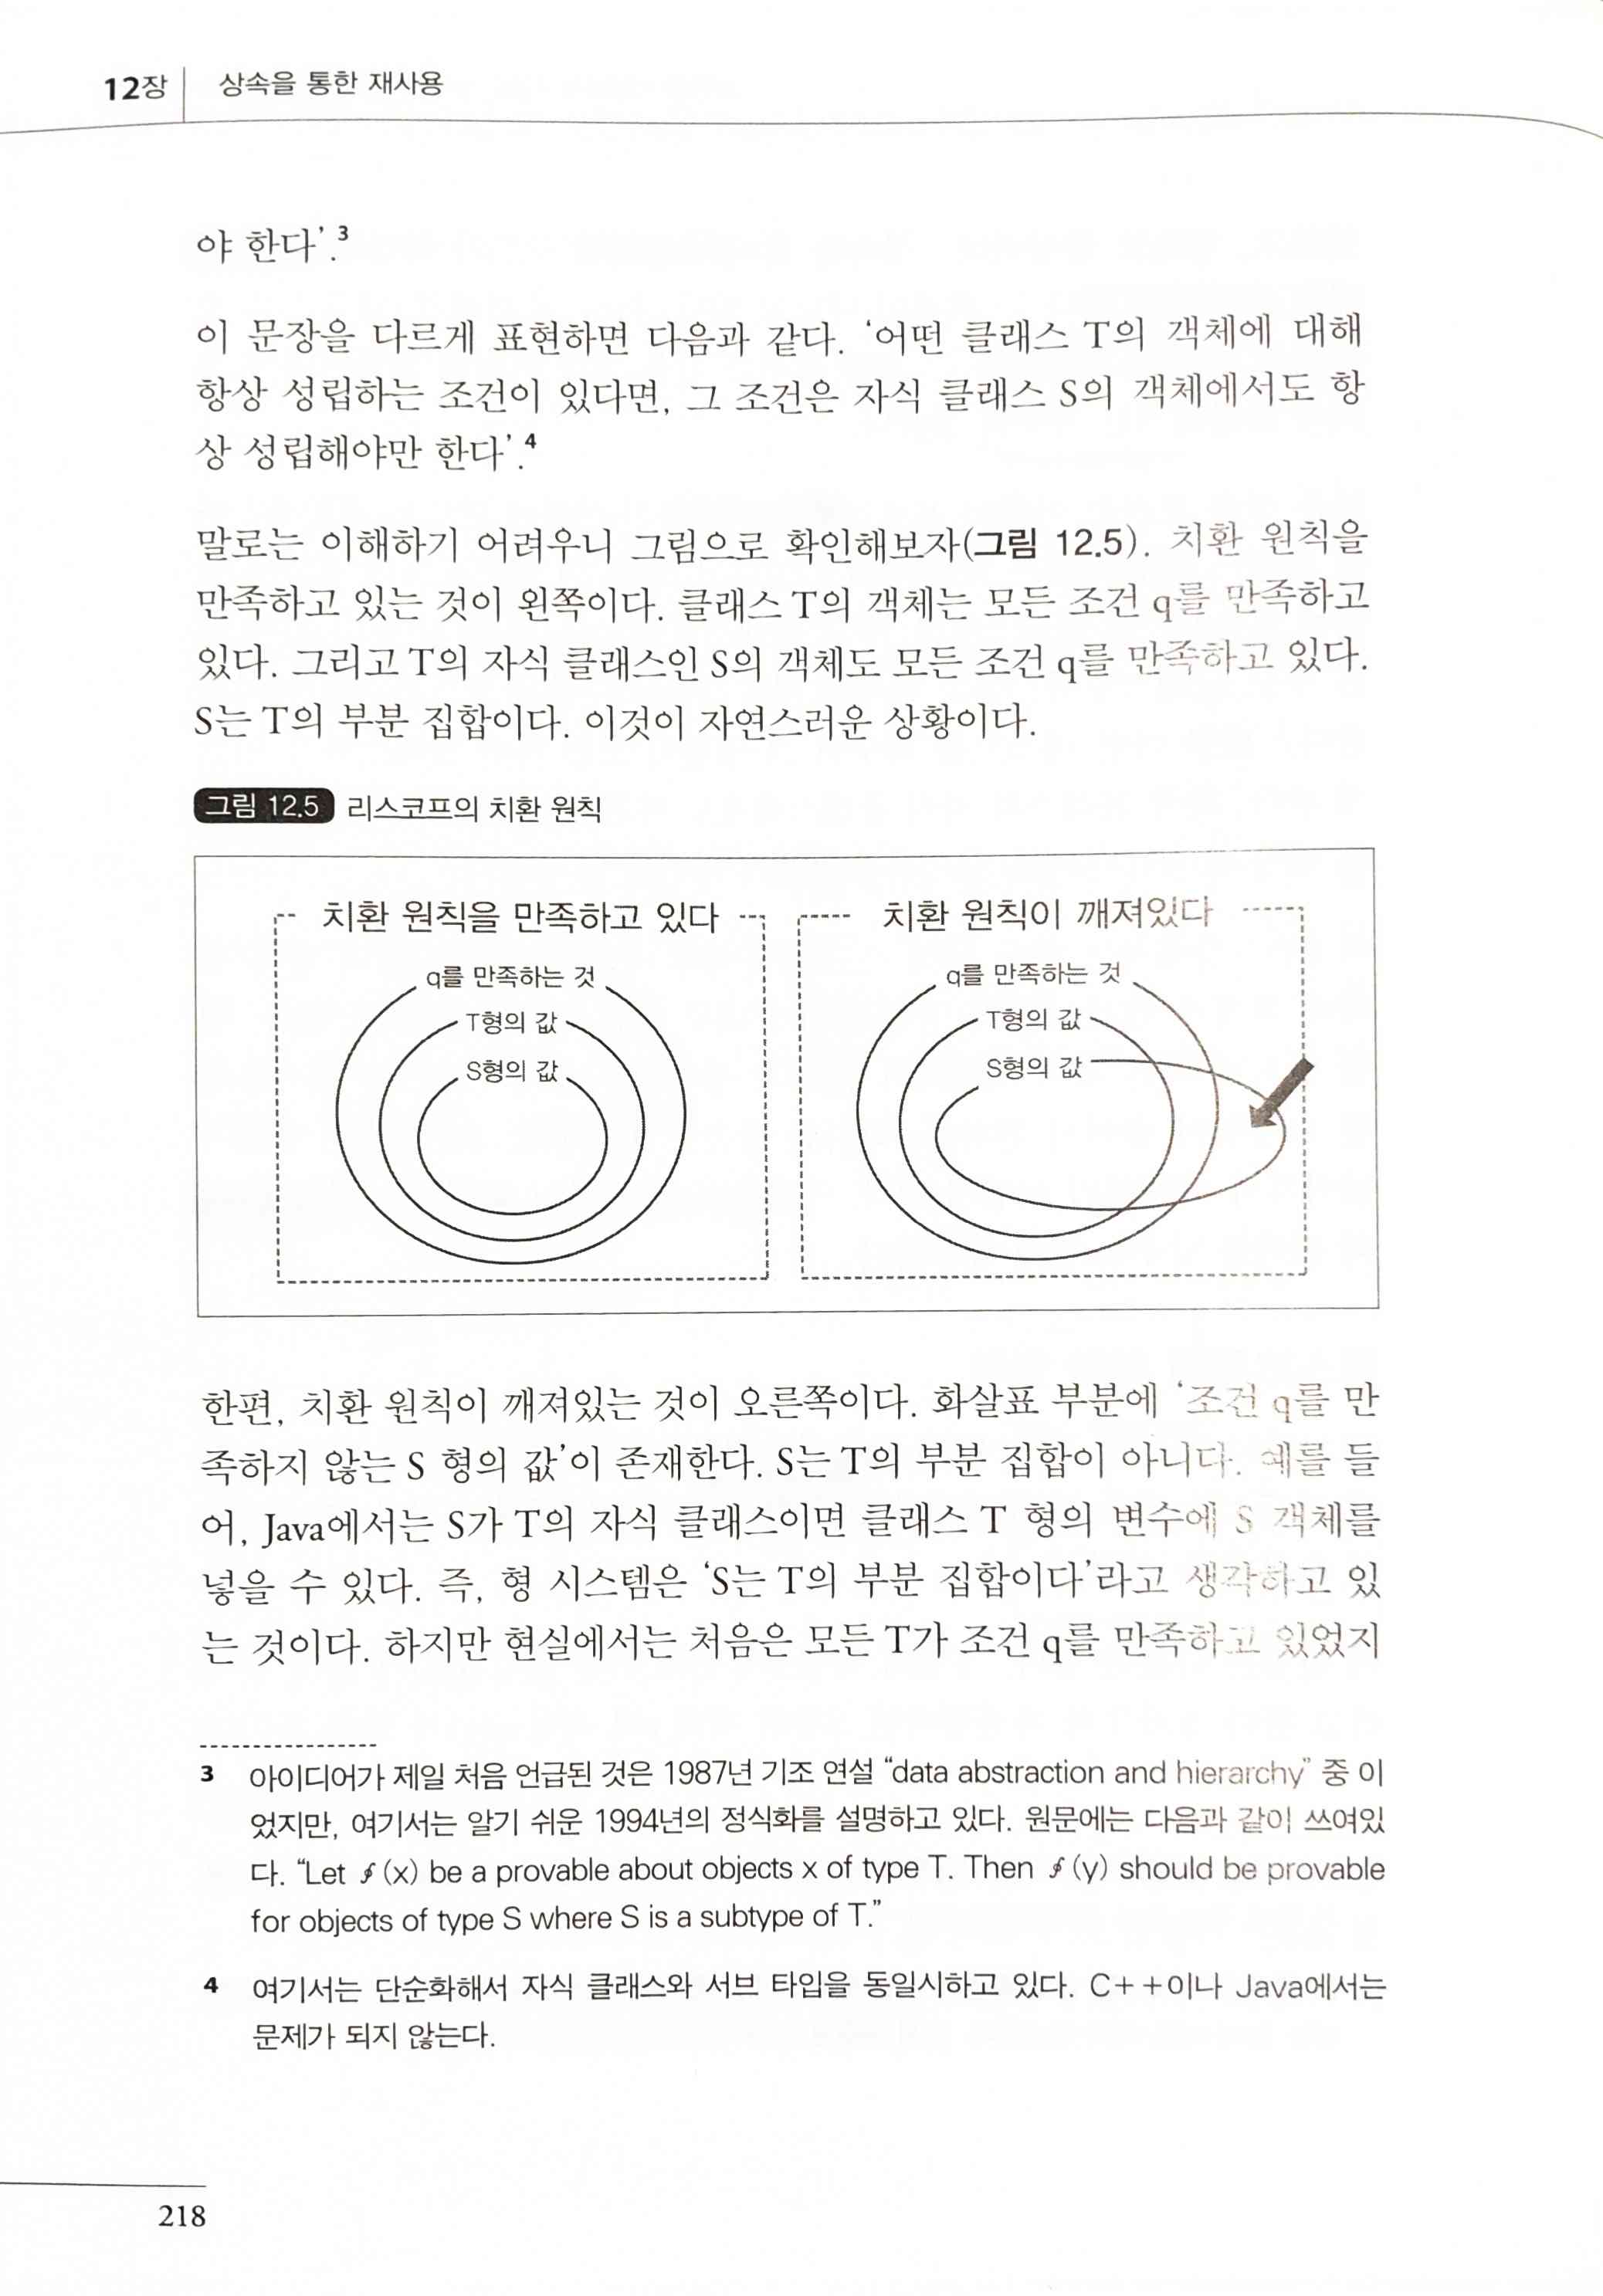 12장 상속을 통한 재사용
야 한다’.3
이 문장을 다르게 표현하면 다음과 같다. ‘어떤 클래스 T의 객체에 대해
항상 성립하는 조건이 있다면, 그 조건은 자식 클래스 S의 객체에서도 항
상 성립해야만 한다’.4
말로는 이해하기 어려우니 그림으로 확인해보자(그림 12.5). 치환 원칙을
만족하고 있는 것이 왼쪽이다. 클래스 T의 객체는 모든 조건 q를 만족하고
있다. 그리고 T의 자식 클래스인 S의 객체도 모든 조건 q를 만족하고 있다.
S는 T의 부분 집합이다. 이것이 자연스러운 상황이다.
그림 12.5 리스코프의 치환 원칙
치환 원칙을 만족하고 있다
q를 만족하는 것
T형의 값
S형의 값
치환 원칙이 깨져있다
q를 만족하는 것
T형의 값
S형의 값
한편, 치환 원칙이 깨져있는 것이 오른쪽이다. 화살표 부분에 ‘조건 q를 만
족하지 않는 S 형의 값’이 존재한다. S는 T의 부분 집합이 아니다. 예를 들
어, Java에서는 S가 T의 자식 클래스이면 클래스 T 형의 변수에 S 객체를
넣을 수 있다. 즉, 형 시스템은 ‘S는 T의 부분 집합이다’라고 생각하고 있
는 것이다. 하지만 현실에서는 처음은 모든 T가 조건 q를 만족하고 있었지
3 아이디어가 제일 처음 언급된 것은 1987년 기조 연설 “data abstraction and hierarchy” 중 이
었지만, 여기서는 알기 쉬운 1994년의 정식화를 설명하고 있다. 원문에는 다음과 같이 쓰여있
다. “Let ∮(x) be a provable about objects x of type T. Then ∮(y) should be provable
for objects of type S where S is a subtype of T.”
4 여기서는 단순화해서 자식 클래스와 서브 타입을 동일시하고 있다. C++이나 Java에서는
문제가 되지 않는다.
218